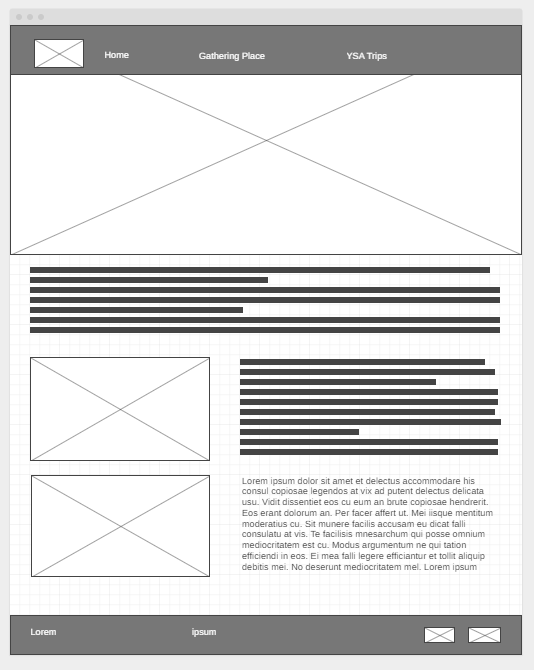 Home
Gathering Place
YSA Trips
Lorem ipsum dolor sit amet et delectus accommodare his
consul copiosae legendos at vix ad putent delectus delicata
usu. Vidit dissentiet eos cu eum an brute copiosae hendrerit.
Eos erant dolorum an. Per facer affert ut. Mei iisque mentitum
moderatius cu. Sit munere facilis accusam eu dicat falli
consulatu at vis. Te facilisis mnesarchum qui posse omnium
mediocritatem est cu. Modus argumentum ne qui tation
efficiendi in eos. Ei mea falli legere efficiantur et tollit aliquip
debitis mei. No deserunt mediocritatem mel. Lorem ipsum
Lorem
ipsum